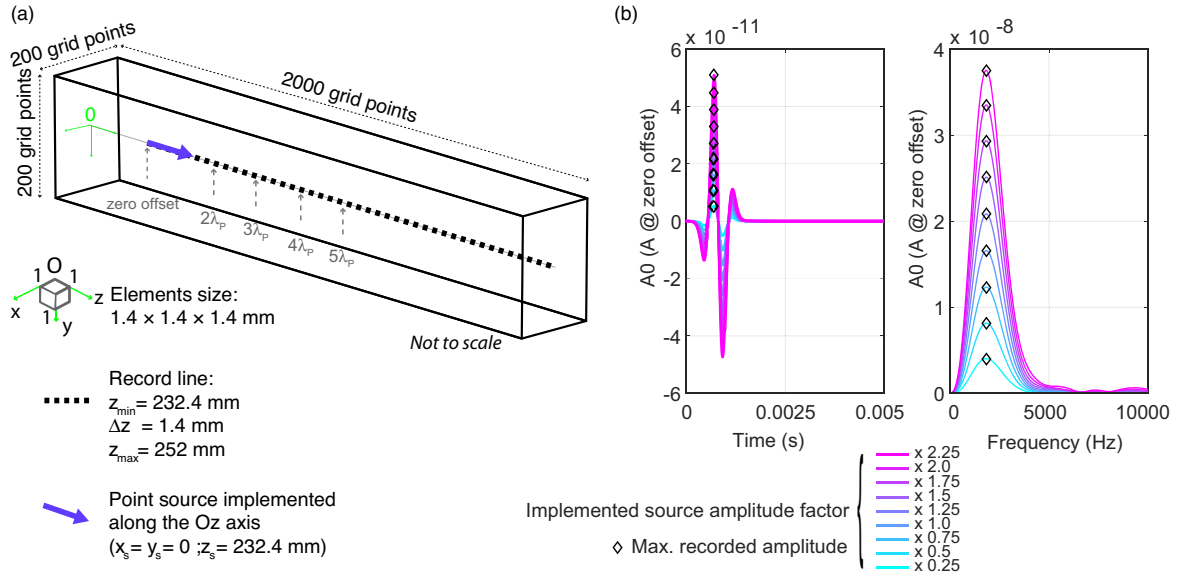 (a)
200 grid points
2000 grid points
200 grid points
0
zero offset
2λP
3λP
4λP
5λP
1 O 1
1
x
y
z
Elements size:
1.4 × 1.4 × 1.4 mm
Not to scale
Record line:
zmin= 232.4 mm
Δz = 1.4 mm
zmax= 252 mm
Point source implemented
along the Oz axis
(xs= ys= 0 ;zs= 232.4 mm)
(b)
x 10 -11
6
4
2
0
-2
-4
-6
A0 (A @ zero offset)
0 0.0025 0.005
Time (s)
x 10 -8
4
3
2
1
0
A0 (A @ zero offset)
0 5000 10000
Frequency (Hz)
Implemented source amplitude factor
Max. recorded amplitude
x 2.25
x 2.0
x 1.75
x 1.5
x 1.25
x 1.0
x 0.75
x 0.5
x 0.25